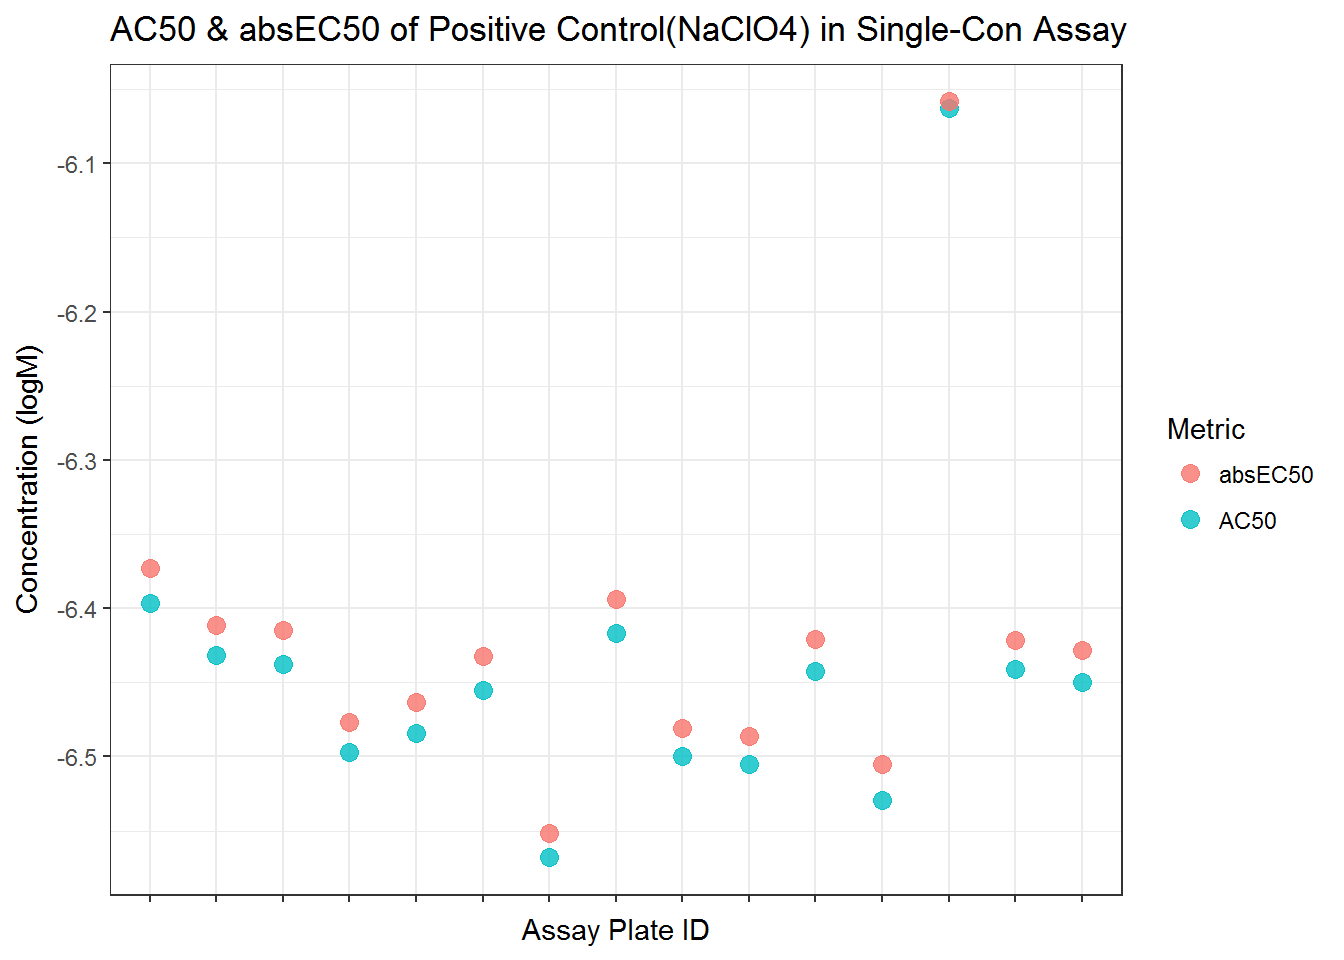 AC50 & absEC50 of Positive Control(NaClO4) in Single-Con Assay
-6.1
-6.2
-6.3
-6.4
-6.5
Concentration (logM)
Assay Plate ID
Metric
absEC50
AC50